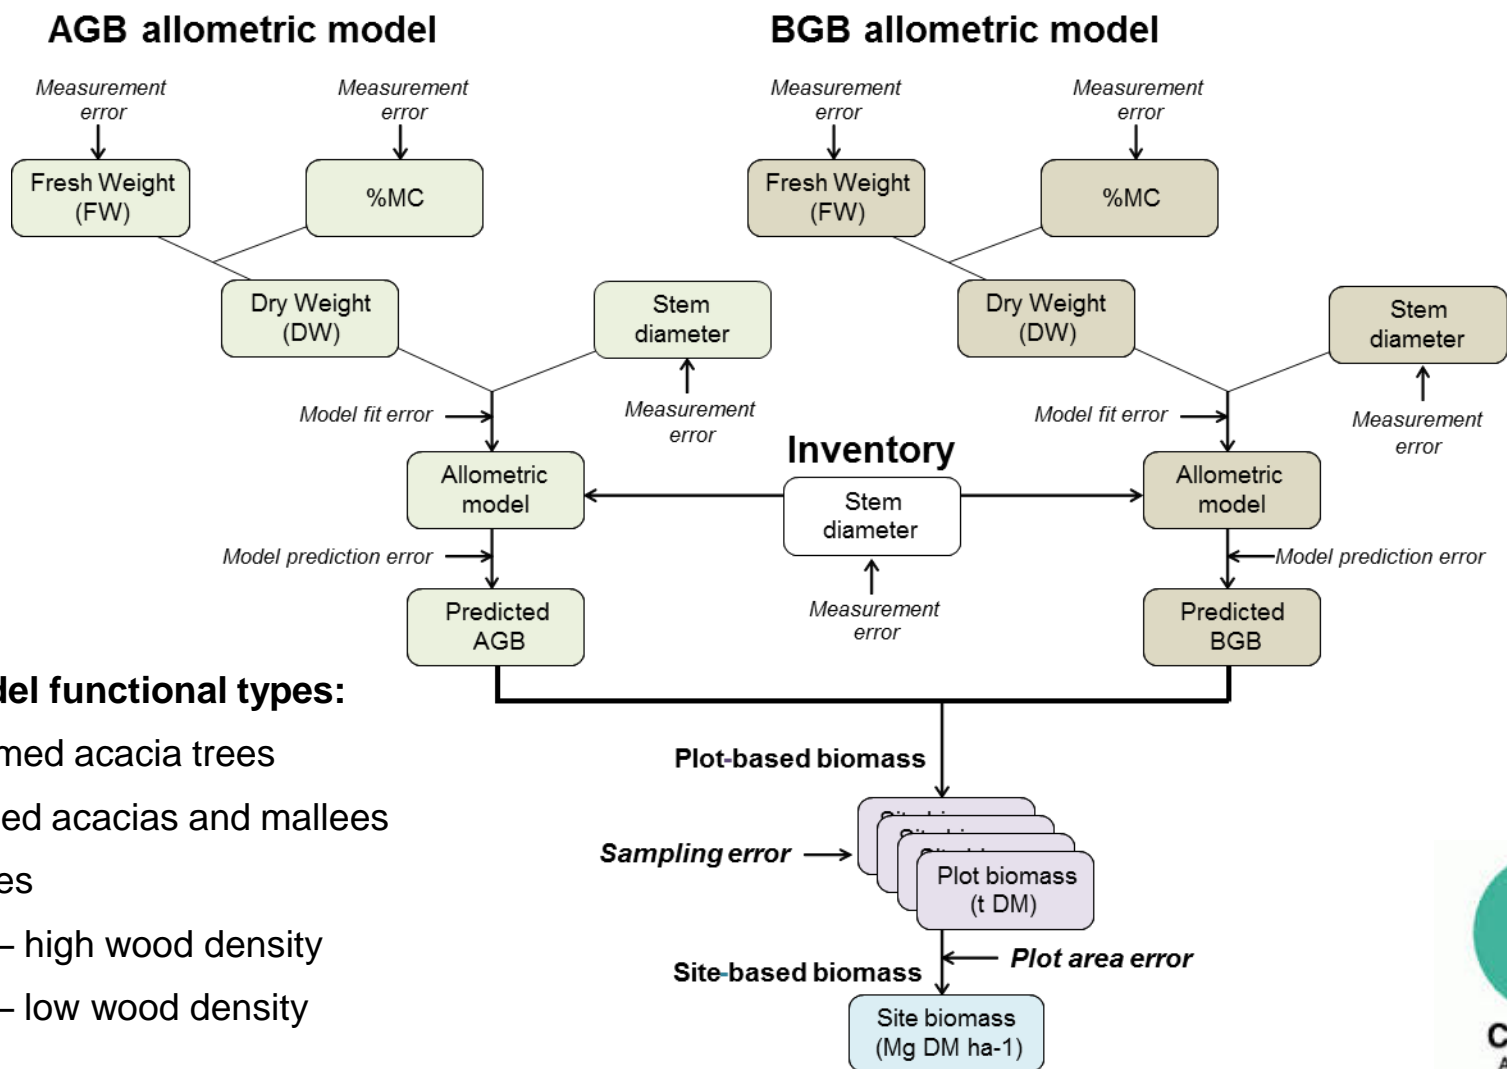 AGB allometric model
BGB allometric model
Measurement
error
Measurement
error
Measurement
error
Measurement
error
Fresh Weight
(FW)
%MC
Fresh Weight
(FW)
%MC
Dry Weight
(DW)
Stem
diameter
Dry Weight
(DW)
Stem
diameter
Model fit error
Measurement
error
Model fit error
Measurement
error
Inventory
Allometric
model
Stem
diameter
Allometric
model
Model prediction error
Model prediction error
Measurement
error
Predicted
AGB
Predicted
BGB
functional types:
acacia trees
acacias and mallees
– high wood density
– low wood density
Plot-based biomass
Sampling error
Plot biomass
(t DM)
Plot area error
Site-based biomass
Site biomass
(Mg DM ha-1)